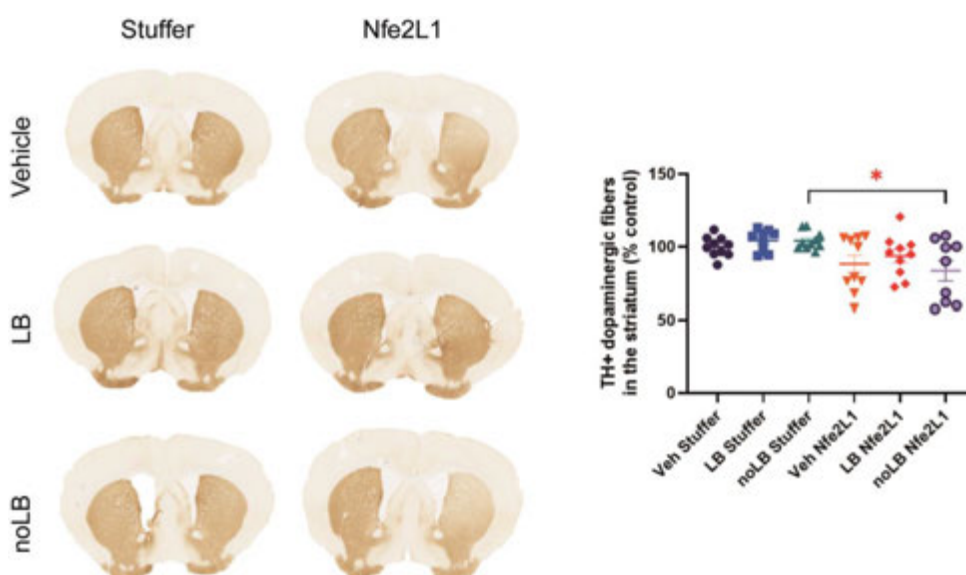 Stuffer Nfe2L1
Vehicle
LB
noLB
*
TH+ dopaminergic fibers
in the striatum (% control)
150
100
50
0
Veh Stuffer
LB Stuffer
noLB Stuffer
Veh Nfe2L1
LB Nfe2L1
noLB Nfe2L1